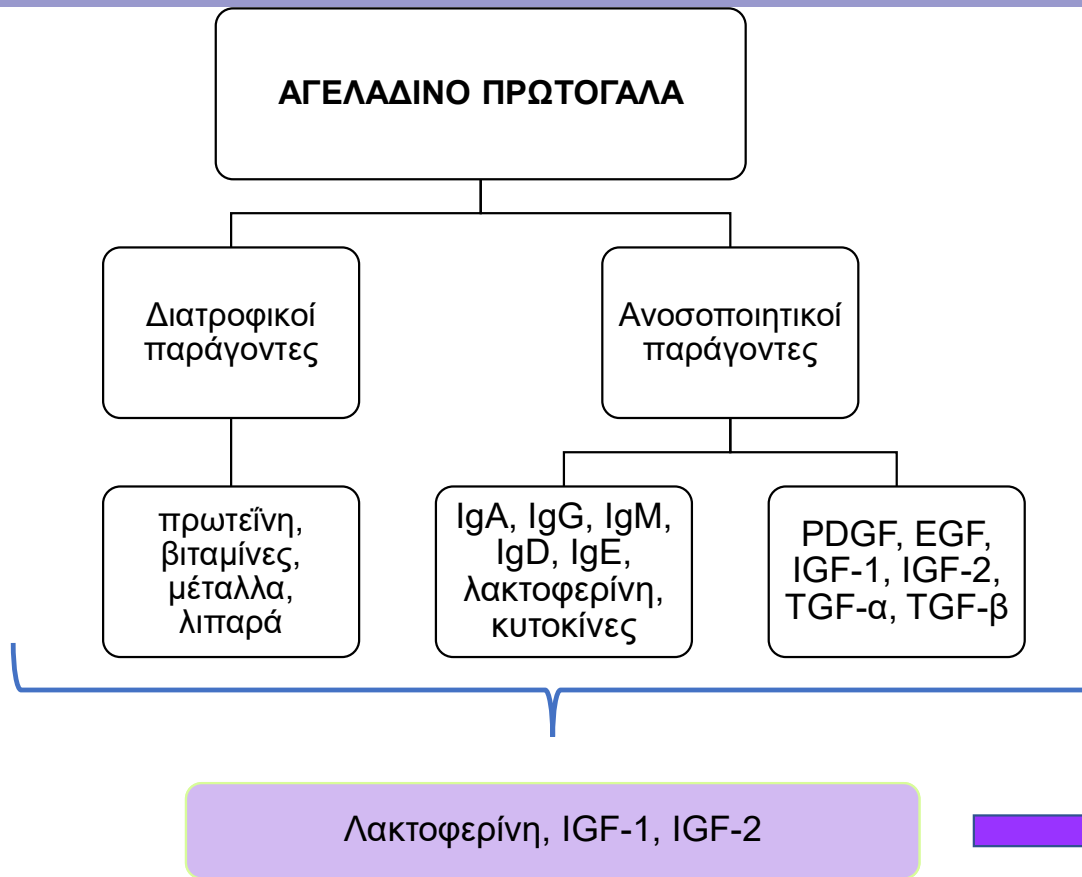 ΑΓΕΛΑΔΙΝΟ ΠΡΩΤΟΓΑΛΑ
Διατροφικοί
παράγοντες
Ανοσοποιητικοί
παράγοντες
πρωτεΐνη,
βιταμίνες,
μέταλλα,
λιπαρά
IgA, IgG, IgM,
IgD, IgE,
λακτοφερίνη,
κυτοκίνες
PDGF, EGF,
IGF-1, IGF-2,
TGF-α, TGF-β
Λακτοφερίνη, IGF-1, IGF-2